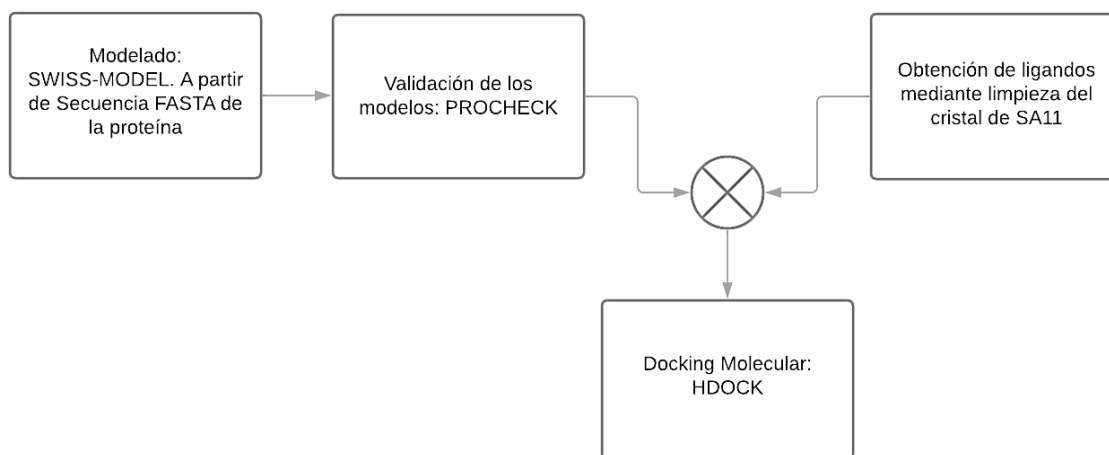 Modelado:
SWISS-MODEL. A partir
de Secuencia FASTA de
la proteína
Validación de los
modelos: PROCHECK
Obtención de ligandos
mediante limpieza del
cristal de SA11
Docking Molecular:
HDOCK